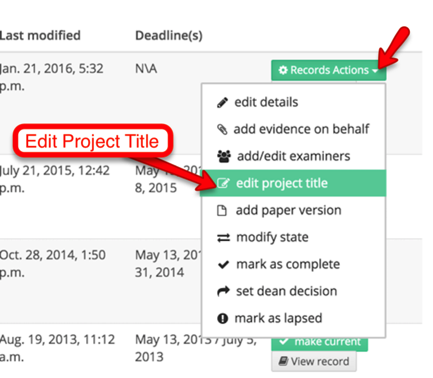 Last modified Deadline(s)
Jan. 21, 2016, 5:32 N\A Records Actions
p.m.
edit details
add evidence on behalf
Edit Project Title
add/edit examiners
July 21, 2015, 12:42 May
p.m. 8, 2015
edit project title
add paper version
Oct. 28, 2014, 1:50 May 13, 201
p.m. 31, 2014
modify state
mark as complete
set dean decision
mark as lapsed
Aug. 19, 2013, 11:12 May 13, 2013 / July 5, make current
a.m. 2013 View record